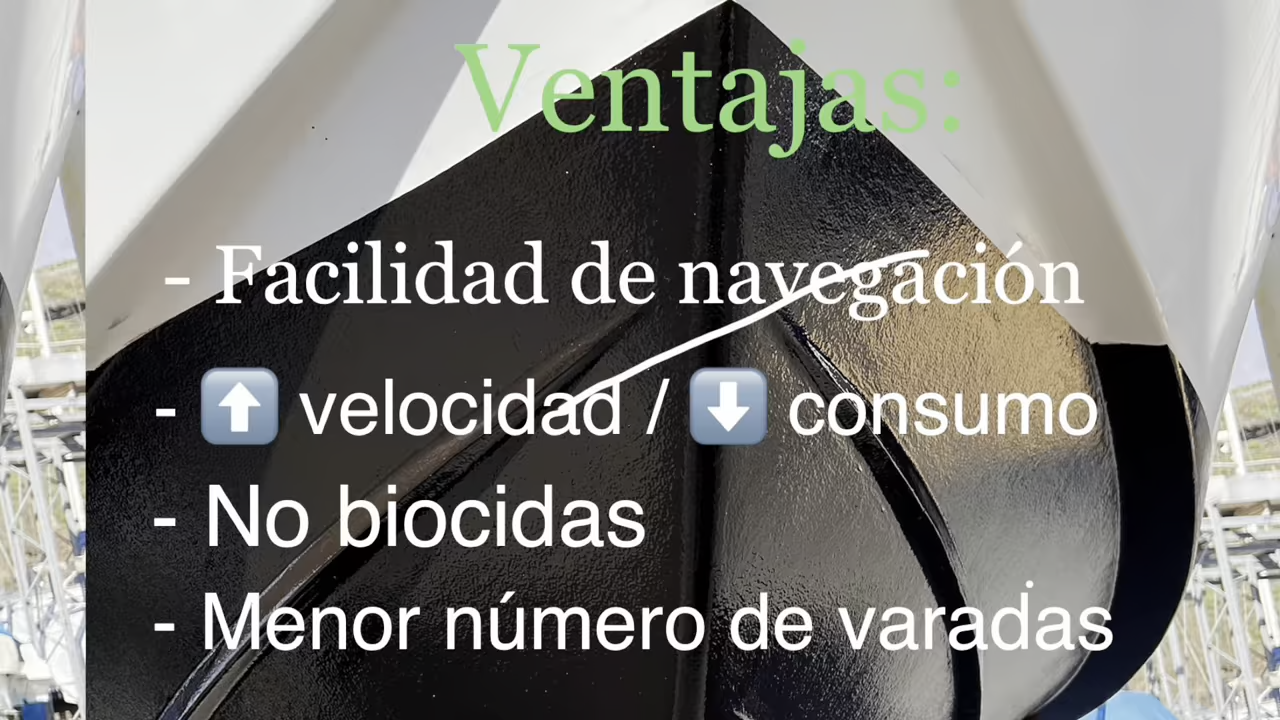 Ventajas:
- Facilidad de navegación
- ⬆️ velocidad / ⬇️ consumo
- No biocidas
- Menor número de varadas